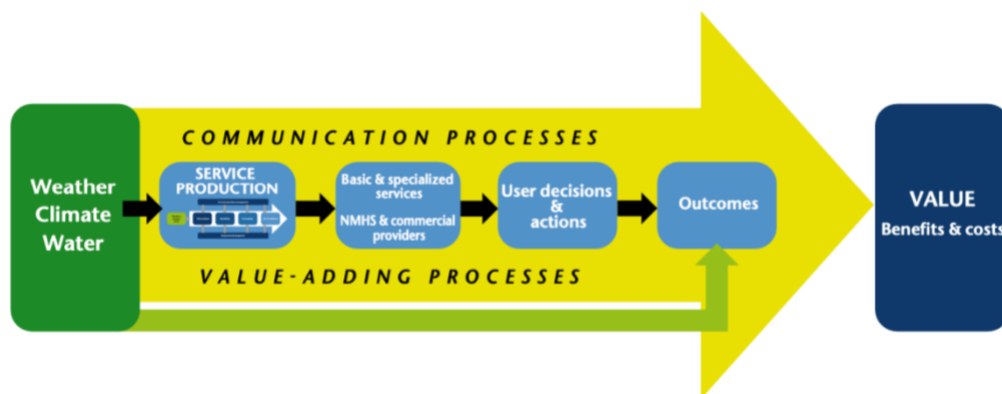 COMMUNICATION PROCESSES
Weather
Climate
Water
SERVICE
PRODUCTION
Basic & specialized
services
NMHS & commercial
providers
User decisions
&
actions
Outcomes
VALUE
Benefits & costs
VALUE-ADDING PROCESSES